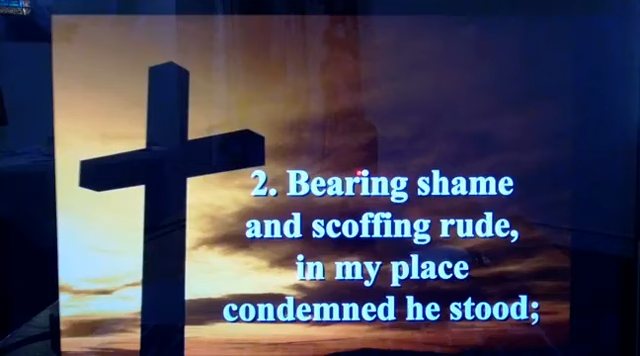 2. Bearing shame
and scoffing rude,
in my place
condemned he stood;